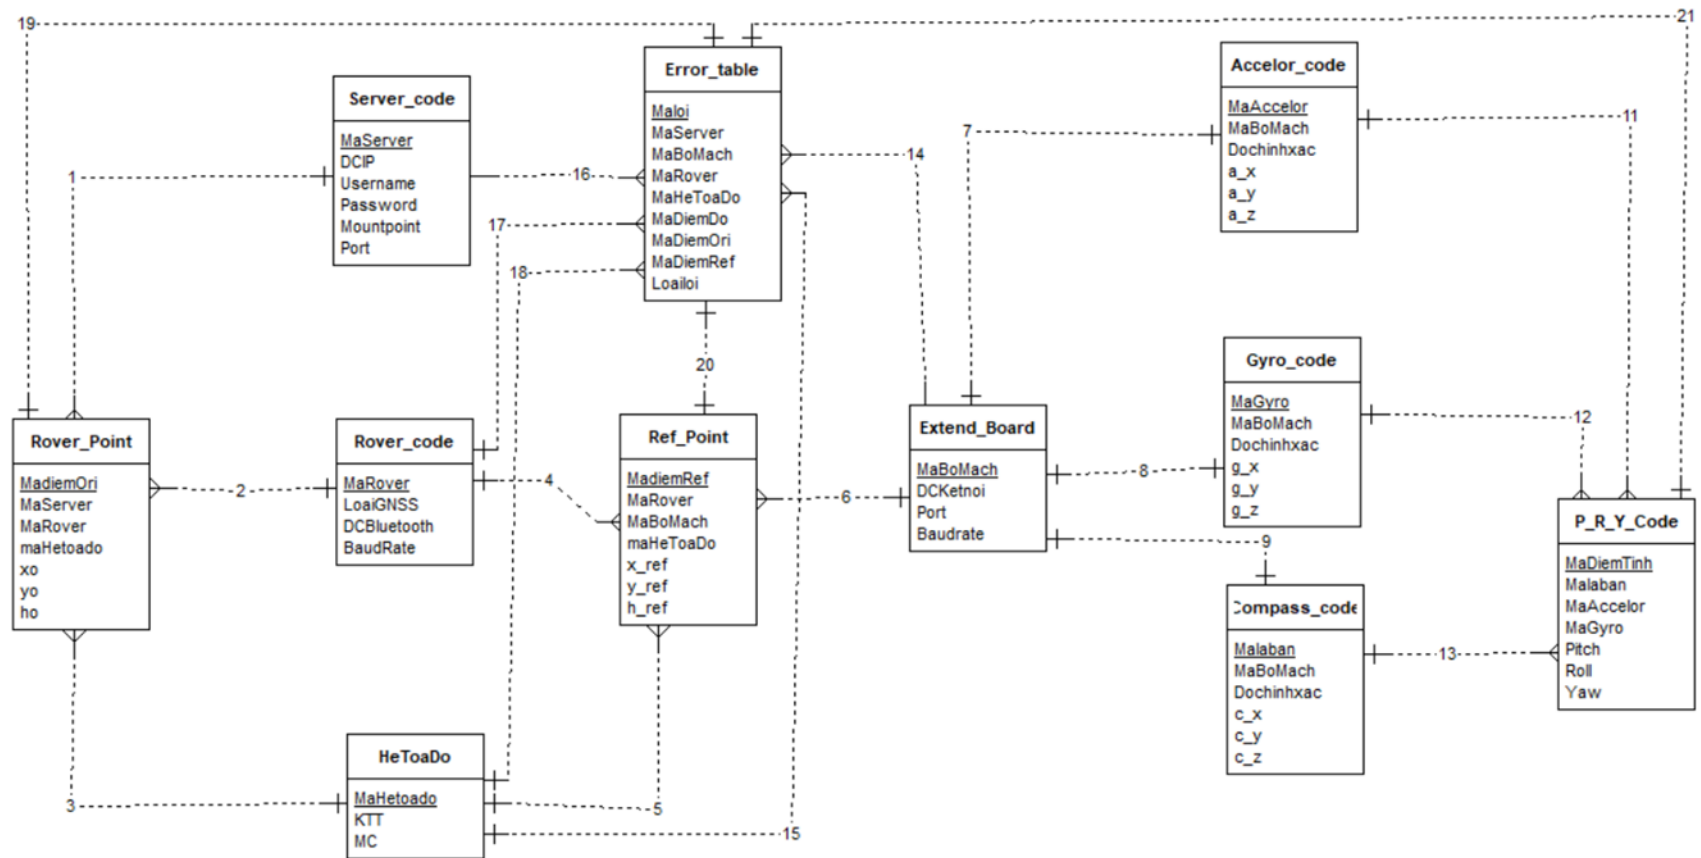 19
21
Error_table
Maloi
MaServer
MaBoMach
MaRover
MaHeToaDo
MaDiemDo
MaDiemOri
MaDiemRef
Loailoi
Server_code
MaServer
DCIP
Username
Password
Mountpoint
Port
Accelor_code
MaAccelor
MaBoMach
Dochinhxac
a_x
a_y
a_z
1
16
17
18
14
7
11
20
Rover_Point
MadiemOri
MaServer
MaRover
maHetoado
xo
yo
ho
2
Rover_code
MaRover
LoaiGNSS
DCBluetooth
BaudRate
4
Ref_Point
MadiemRef
MaRover
MaBoMach
maHeToaDo
x_ref
y_ref
h_ref
6
Extend_Board
MaBoMach
DCKetnoi
Port
Baudrate
8
9
Gyro_code
MaGyro
MaBoMach
Dochinhxac
g_x
g_y
g_z
12
Compass_code
Malaban
MaBoMach
Dochinhxac
c_x
c_y
c_z
13
P_R_Y_Code
MaDiemTinh
Malaban
MaAccelor
MaGyro
Pitch
Roll
Yaw
3
HeToaDo
MaHetoado
KTT
MC
5
15